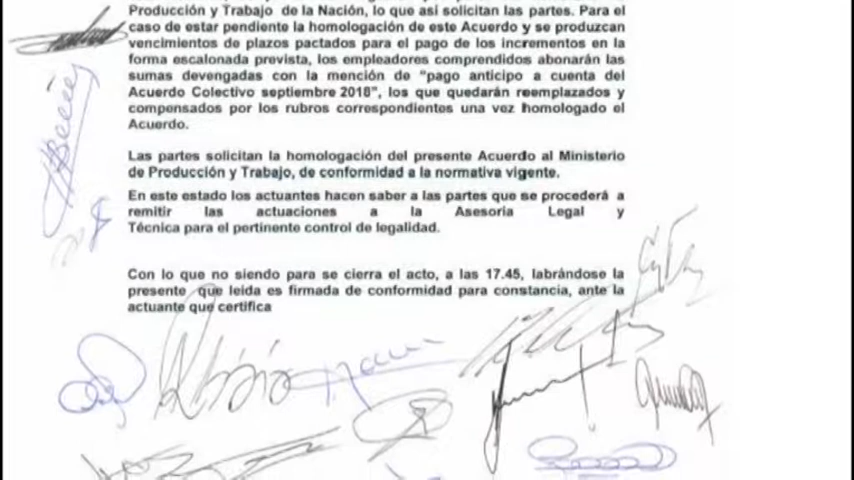 Producción y Trabajo de la Nación, lo que así solicitan las partes. Para el
caso de estar pendiente la homologación de este Acuerdo y se produzcan
vencimientos de plazos pactados para el pago de los incrementos en la
forma escalonada prevista, los empleadores comprendidos abonarán las
sumas devengadas con la mención de "pago anticipo a cuenta del
Acuerdo Colectivo septiembre 2018", los que quedarán reemplazados y
compensados por los rubros correspondientes una vez homologado el
Acuerdo.
Las partes solicitan la homologación del presente Acuerdo al Ministerio
de Producción y Trabajo, de conformidad a la normativa vigente.
En este estado los actuantes hacen saber a las partes que se procederá a
remitir las actuaciones a la Asesoría Legal y
Técnica para el pertinente control de legalidad.
Con lo que no siendo para se cierra el acto, a las 17.45, labrándose la
presente que leída es firmada de conformidad para constancia, ante la
actuante que certifica